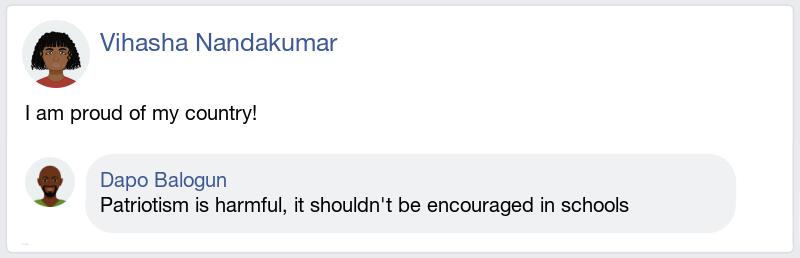 Vihasha Nandakumar
I am proud of my country!
Dapo Balogun
Patriotism is harmful, it shouldn't be encouraged in schools